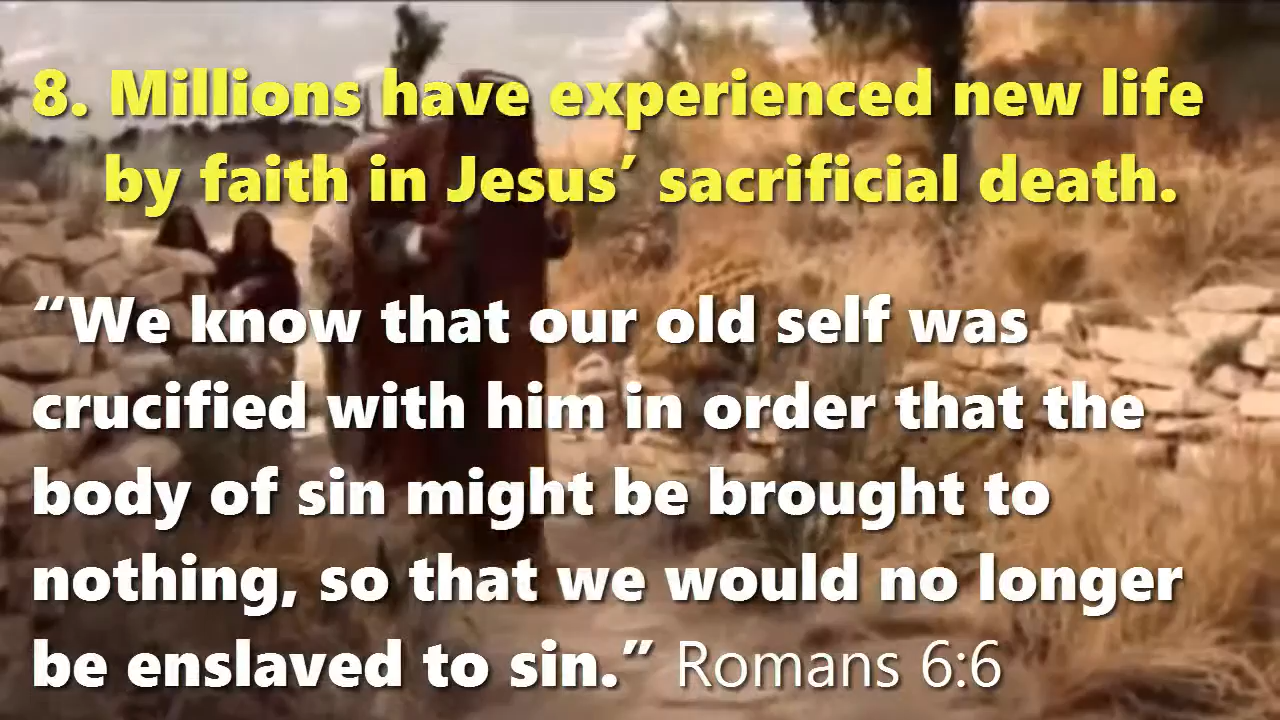 8. Millions have experienced new life
by faith in Jesus’ sacrificial death.
“We know that our old self was
crucified with him in order that the
body of sin might be brought to
nothing, so that we would no longer
be enslaved to sin.” Romans 6:6